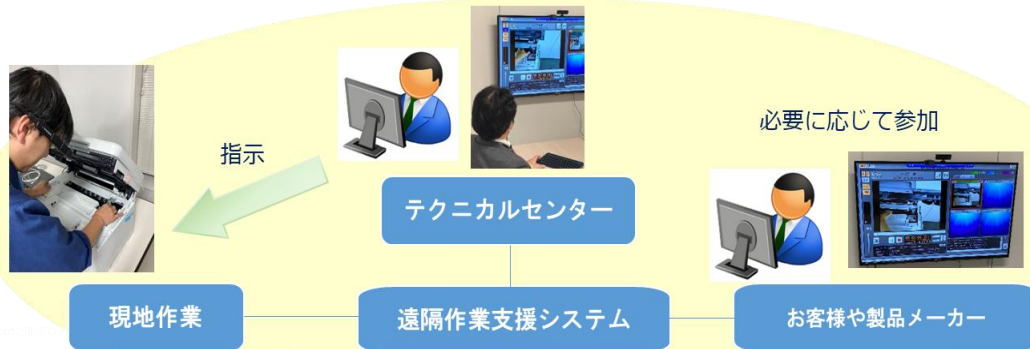 必要に応じて参加
指示
テクニカルセンター
現地作業
遠隔作業支援システム
お客様や製品メーカー